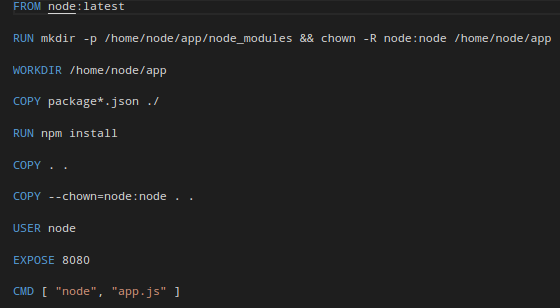 FROM node:latest
RUN mkdir -p /home/node/app/node_modules && chown -R node:node /home/node/app
WORKDIR /home/node/app
COPY package*.json ./
RUN npm install
COPY . .
COPY --chown=node:node . .
USER node
EXPOSE 8080
CMD [ "node", "app.js" ]